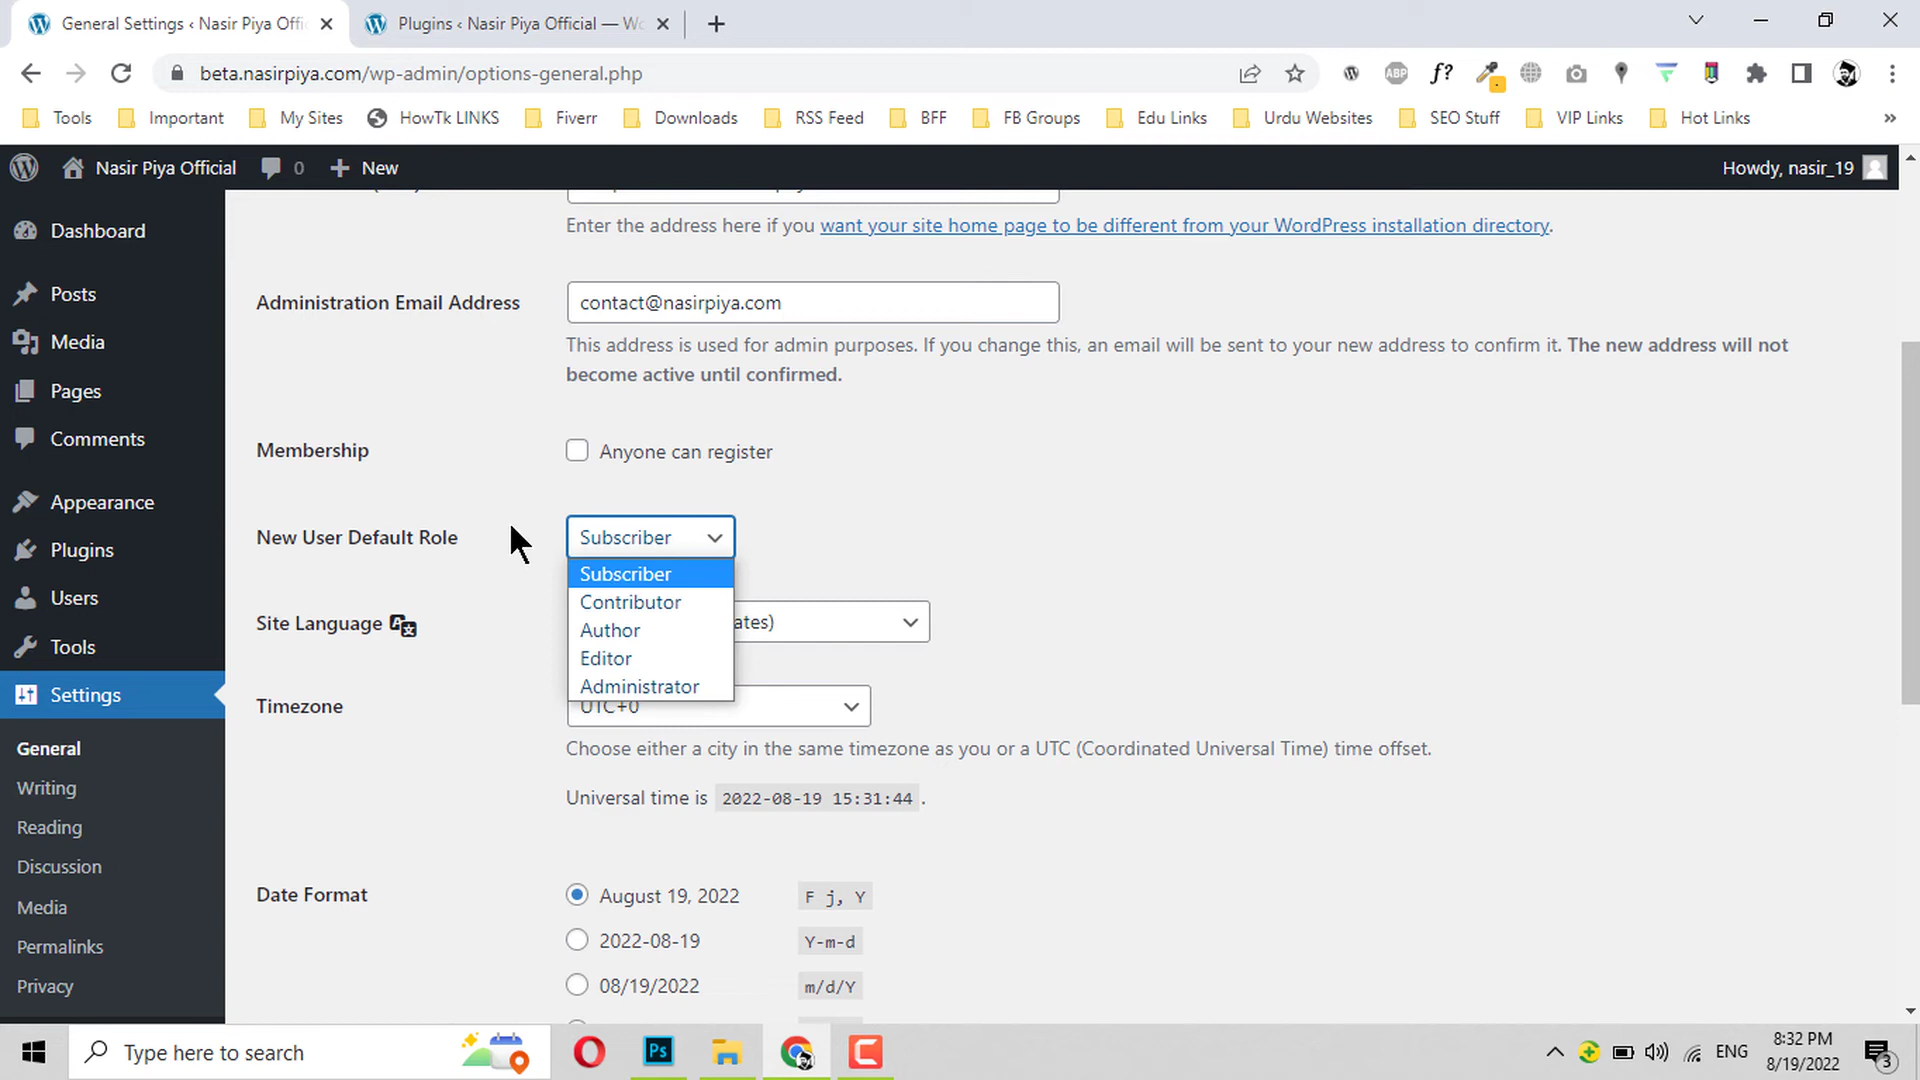 General Settings ‹ Nasir Piya Offi
Plugins ‹ Nasir Piya Official — Wo
beta.nasirpiya.com/wp-admin/options-general.php
ABP
f?
Tools
Important
My Sites
HowTk LINKS
Fiverr
Downloads
RSS Feed
BFF
FB Groups
Edu Links
Urdu Websites
SEO Stuff
VIP Links
Hot Links
»
Nasir Piya Official
0
New
Howdy, nasir_19
Dashboard
Posts
Media
Pages
Comments
Appearance
Plugins
Users
Tools
Settings
General
Writing
Reading
Discussion
Media
Permalinks
Privacy
Enter the address here if you want your site home page to be different from your WordPress installation directory.
Administration Email Address
contact@nasirpiya.com
This address is used for admin purposes. If you change this, an email will be sent to your new address to confirm it. The new address will not
become active until confirmed.
Membership
Anyone can register
New User Default Role
Subscriber
Subscriber
Contributor
Author
Editor
Administrator
Site Language
ates)
Timezone
UTC+0
Choose either a city in the same timezone as you or a UTC (Coordinated Universal Time) time offset.
Universal time is 2022-08-19 15:31:44 .
Date Format
August 19, 2022
F j, Y
2022-08-19
Y-m-d
08/19/2022
m/d/Y
Type here to search
Ps
ENG
8:32 PM
8/19/2022
3